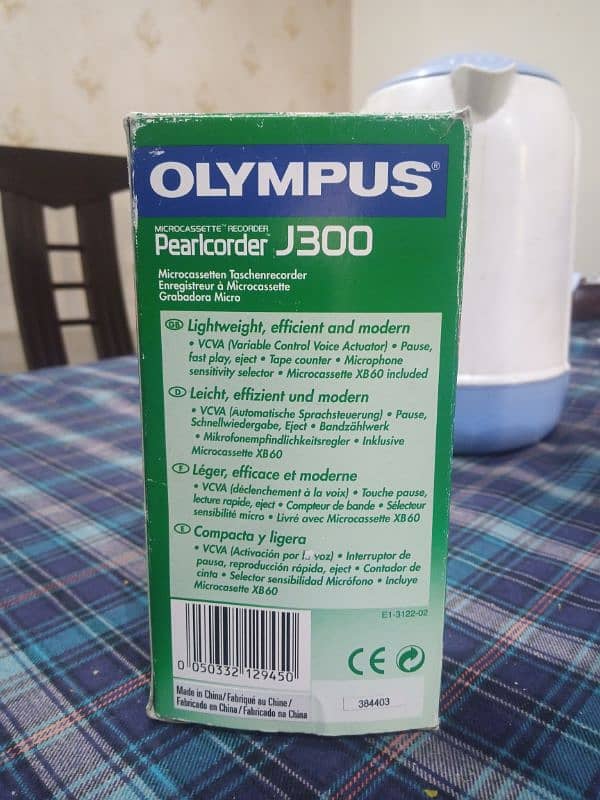 OLYMPUS®
MICROCASSETTE™ RECORDER
Pearlcorder™ J300
Microcassetten Taschenrecorder
Enregistreur à Microcassette
Grabadora Micro
GB Lightweight, efficient and modern
• VCVA (Variable Control Voice Actuator) • Pause,
fast play, eject • Tape counter • Microphone
sensitivity selector • Microcassette XB60 included
D Leicht, effizient und modern
• VCVA (Automatische Sprachsteuerung) • Pause,
Schnellwiedergabe, Eject • Bandzählwerk
• Mikrofonempfindlichkeitsregler • Inklusive
Microcassette XB60
F Léger, efficace et moderne
• VCVA (déclenchement à la voix) • Touche pause,
lecture rapide, eject • Compteur de bande • Sélecteur
sensibilité micro • Livré avec Microcassette XB60
E Compacta y ligera
• VCVA (Activación por la voz) • Interruptor de
pausa, reproducción rápida, eject • Contador de
cinta • Selector sensibilidad Micrófono • Incluye
Microcasette XB60
E1-3122-02
0 050332 129450
CE
Made in China/Fabriqué au Chine/
Fabricado en China/Fabricado na China
384403